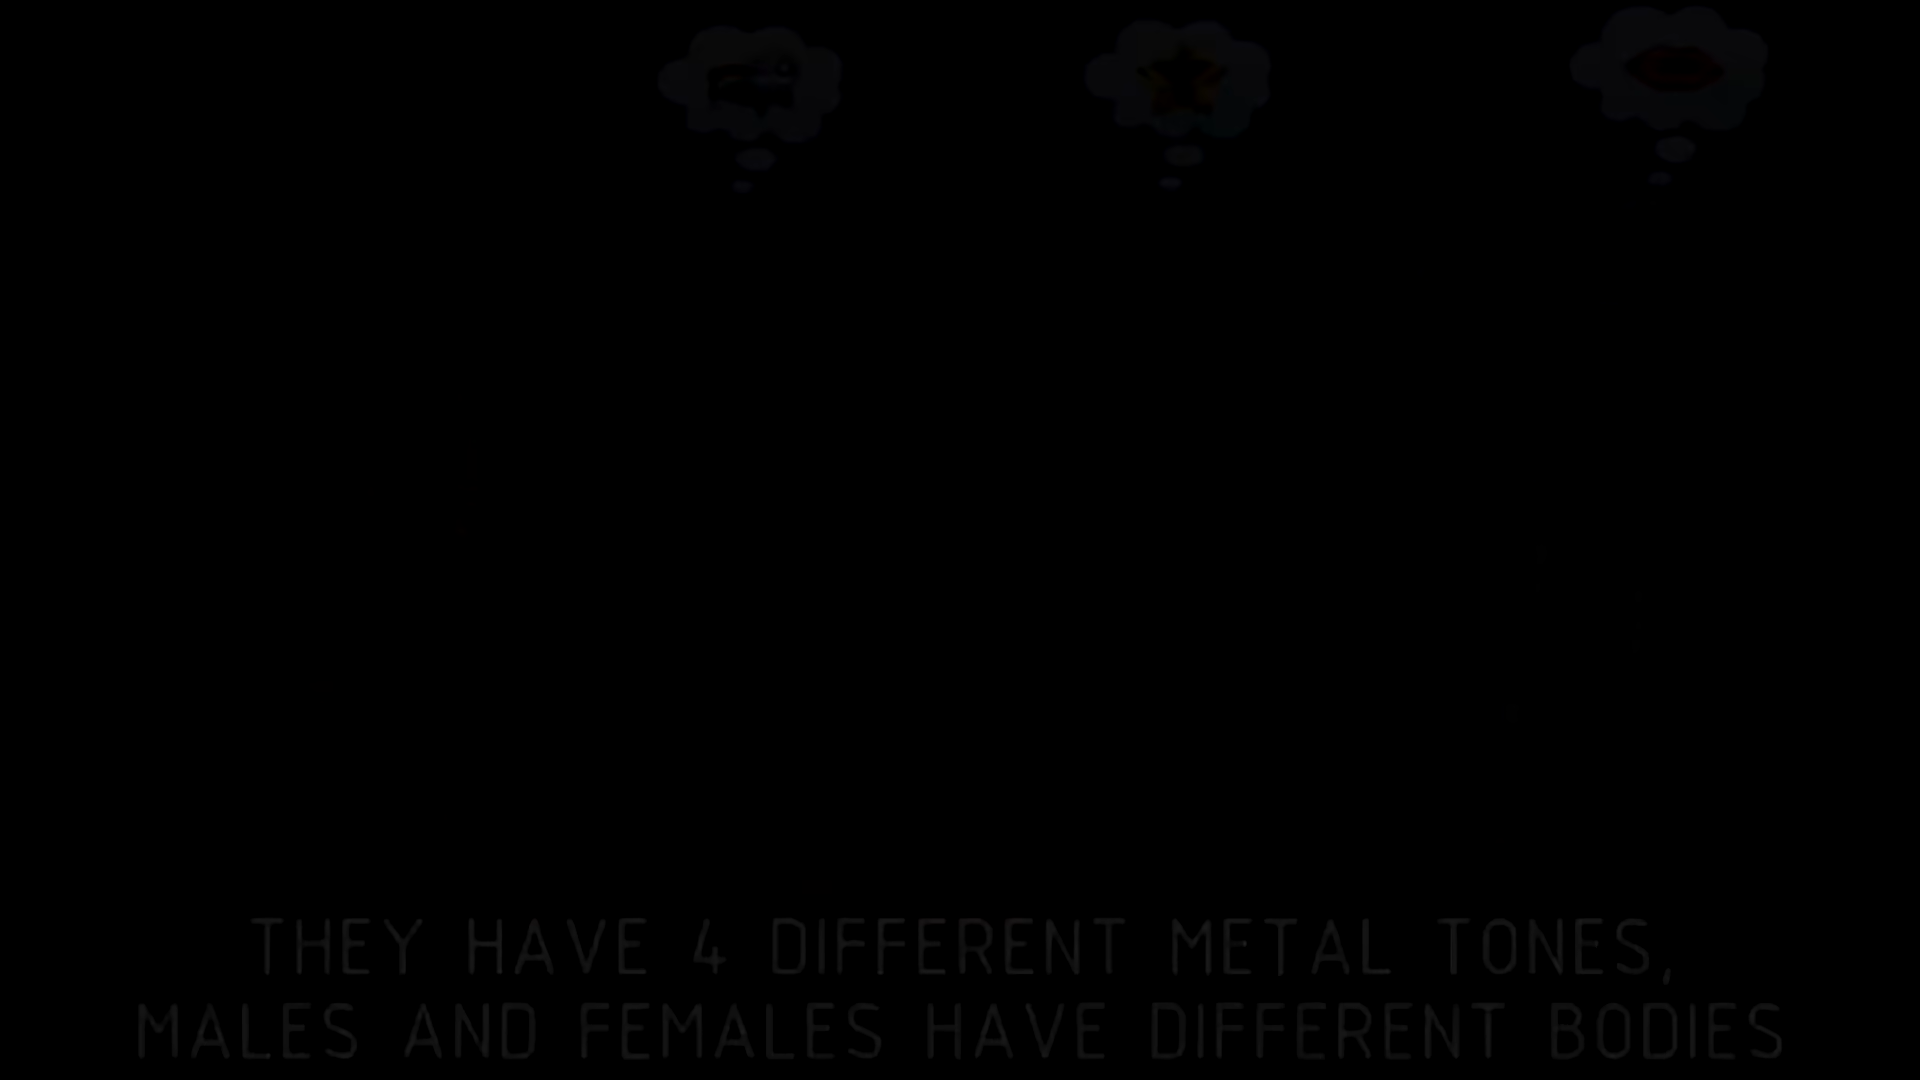 THEY HAVE 4 DIFFERENT METAL TONES,
MALES AND FEMALES HAVE DIFFERENT BODIES